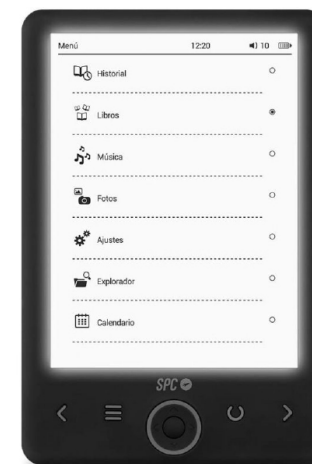 Menú 12:20 10
Historial
Libros
Música
Fotos
Ajustes
Explorador
Calendario
SPC